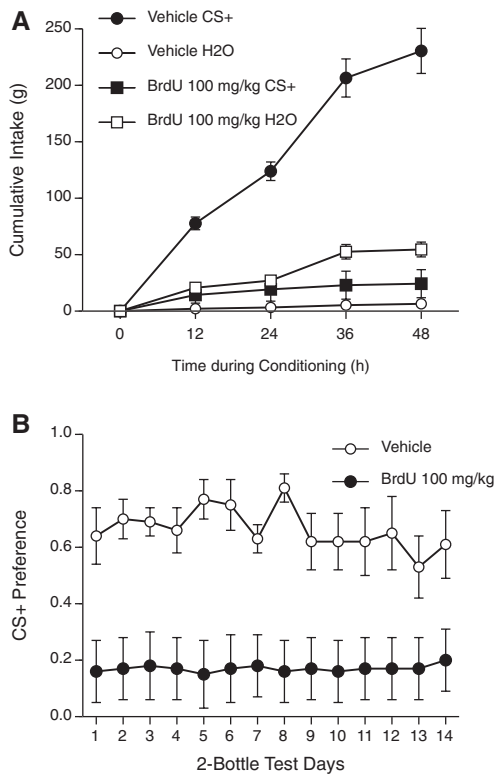 A
Vehicle CS+
Vehicle H2O
BrdU 100 mg/kg CS+
BrdU 100 mg/kg H2O
Cumulative Intake (g)
250
200
150
100
50
0
0 12 24 36 48
Time during Conditioning (h)
B
Vehicle
BrdU 100 mg/kg
CS+ Preference
1.0
0.8
0.6
0.4
0.2
0.0
1 2 3 4 5 6 7 8 9 10 11 12 13 14
2-Bottle Test Days